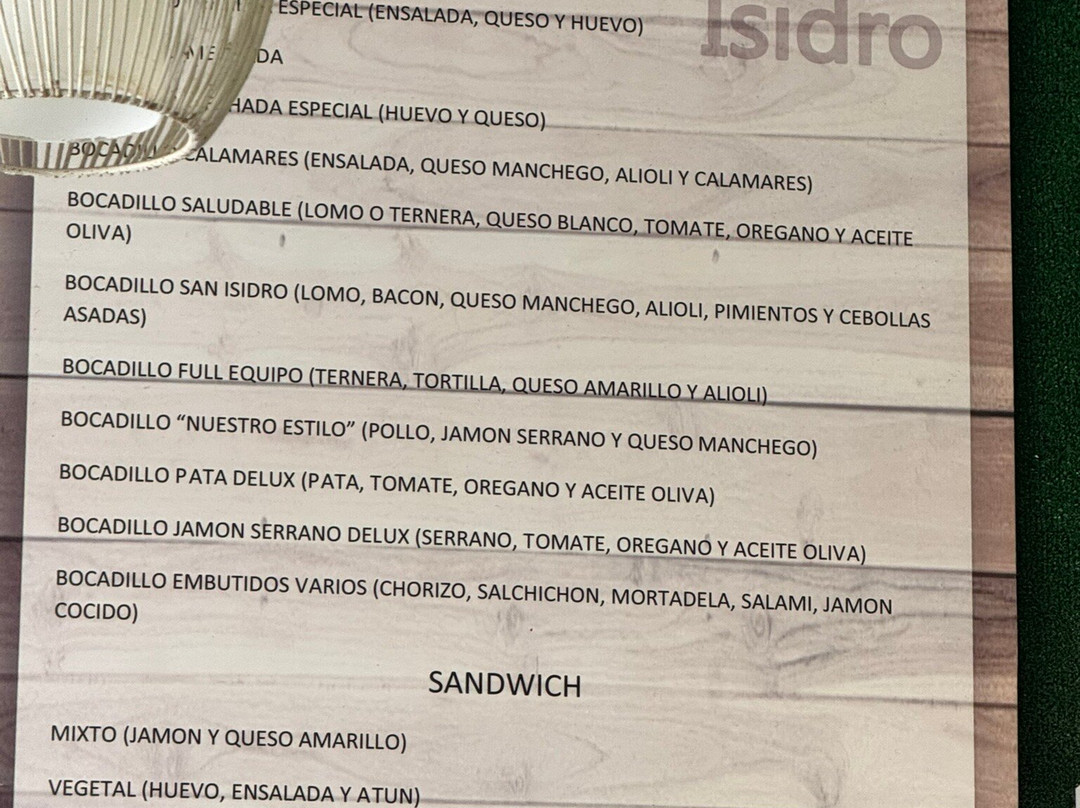 ESPECIAL (ENSALADA, QUESO Y HUEVO)
Isidro
DA
HADA ESPECIAL (HUEVO Y QUESO)
CALAMARES (ENSALADA, QUESO MANCHEGO, ALIOLI Y CALAMARES)
BOCADILLO SALUDABLE (LOMO O TERNERA, QUESO BLANCO, TOMATE, OREGANO Y ACEITE
OLIVA)
BOCADILLO SAN ISIDRO (LOMO, BACON, QUESO MANCHEGO, ALIOLI, PIMIENTOS Y CEBOLLAS
ASADAS)
BOCADILLO FULL EQUIPO (TERNERA, TORTILLA, QUESO AMARILLO Y ALIOLI)
BOCADILLO “NUESTRO ESTILO” (POLLO, JAMON SERRANO Y QUESO MANCHEGO)
BOCADILLO PATA DELUX (PATA, TOMATE, OREGANO Y ACEITE OLIVA)
BOCADILLO JAMON SERRANO DELUX (SERRANO, TOMATE, OREGANO Y ACEITE OLIVA)
BOCADILLO EMBUTIDOS VARIOS (CHORIZO, SALCHICHON, MORTADELA, SALAMI, JAMON
COCIDO)
SANDWICH
MIXTO (JAMON Y QUESO AMARILLO)
VEGETAL (HUEVO, ENSALADA Y ATUN)